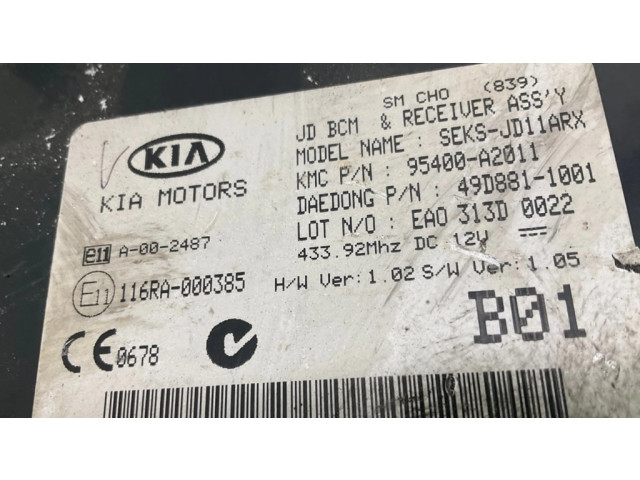 SM CHO (839)
JD BCM & RECEIVER ASS'Y
MODEL NAME : SEKS-JD11ARX
KMC P/N : 95400-A2011
DAEDONG P/N : 49D881-1001
LOT N/O : EAO 313D 0022
433.92Mhz DC 12V
H/W Ver:1.02 S/W Ver:1.05
B01
KIA
KIA MOTORS
e11 A-00-2487
E11 116RA-000385
CE 0678
N